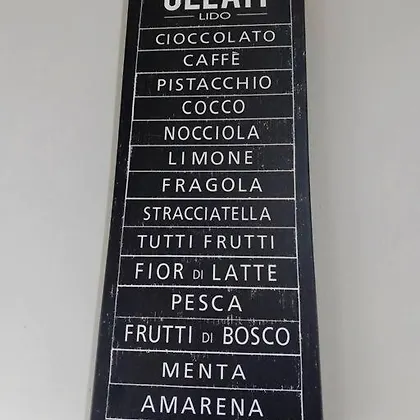 GELATI
LIDO
CIOCCOLATO
CAFFÈ
PISTACCHIO
COCCO
NOCCIOLA
LIMONE
FRAGOLA
STRACCIATELLA
TUTTI FRUTTI
FIOR DI LATTE
PESCA
FRUTTI DI BOSCO
MENTA
AMARENA